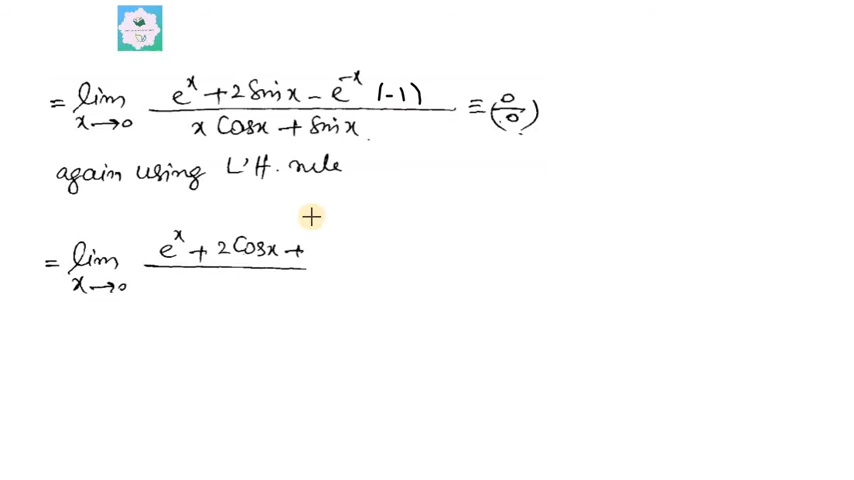 = lim x→0 (e^x + 2 Sin x - e^-x (-1)) / (x Cos x + Sin x) ≡ (0/0)
again using L'H. rule
= lim x→0 e^x + 2 Cos x +